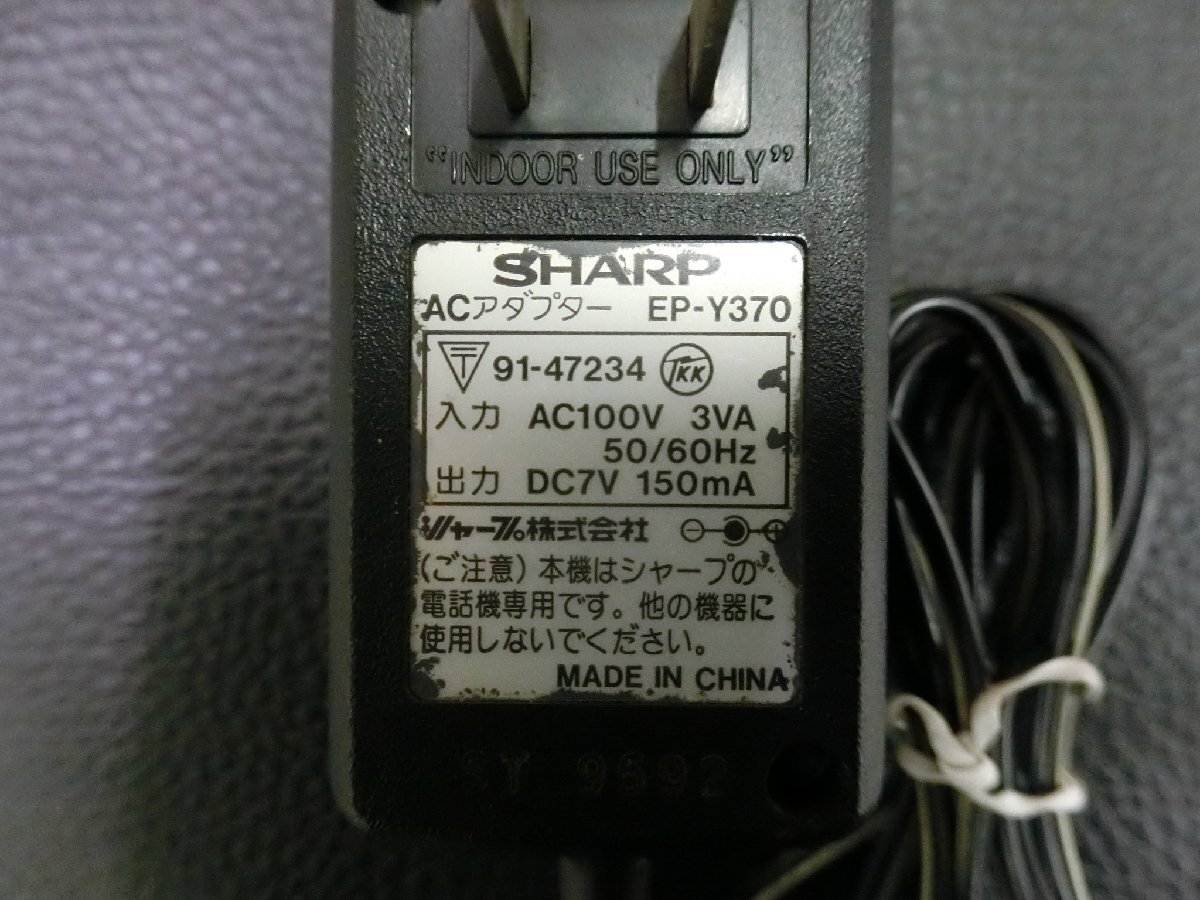 “INDOOR USE ONLY”
SHARP
ACアダプター EP-Y370
〒 91-47234 TKK
入力 AC100V 3VA
50/60Hz
出力 DC7V 150mA
シャープ株式会社
(ご注意)本機はシャープの
電話機専用です。他の機器に
使用しないでください。
MADE IN CHINA
ST 9692